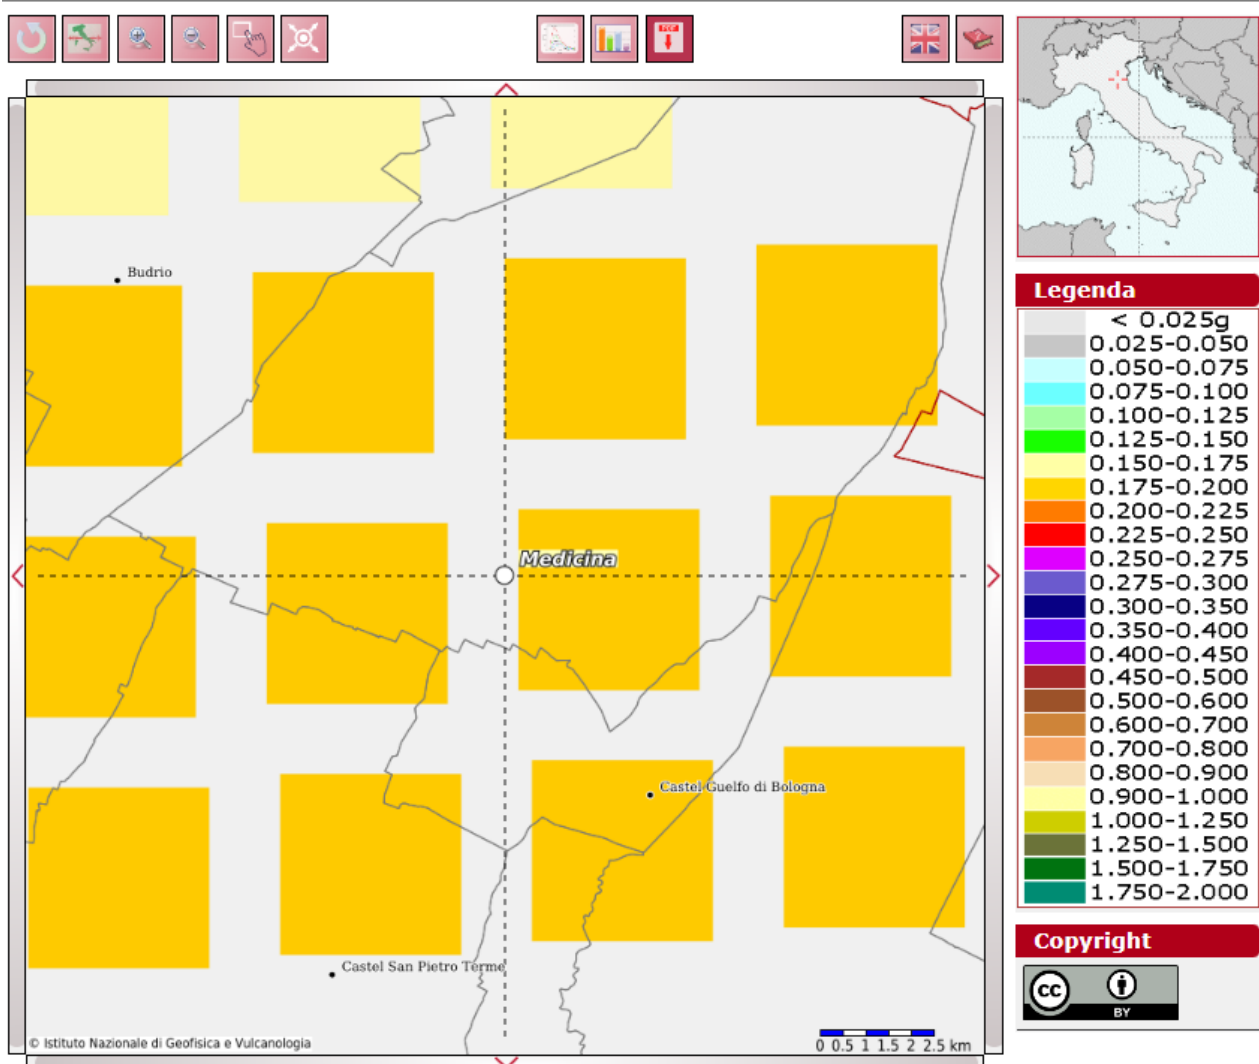 PDF
Budrio
Medicina
Castel Guelfo di Bologna
Castel San Pietro Terme
© Istituto Nazionale di Geofisica e Vulcanologia
0 0.5 1 1.5 2 2.5 km
Legenda
< 0.025g
0.025-0.050
0.050-0.075
0.075-0.100
0.100-0.125
0.125-0.150
0.150-0.175
0.175-0.200
0.200-0.225
0.225-0.250
0.250-0.275
0.275-0.300
0.300-0.350
0.350-0.400
0.400-0.450
0.450-0.500
0.500-0.600
0.600-0.700
0.700-0.800
0.800-0.900
0.900-1.000
1.000-1.250
1.250-1.500
1.500-1.750
1.750-2.000
Copyright
cc
BY